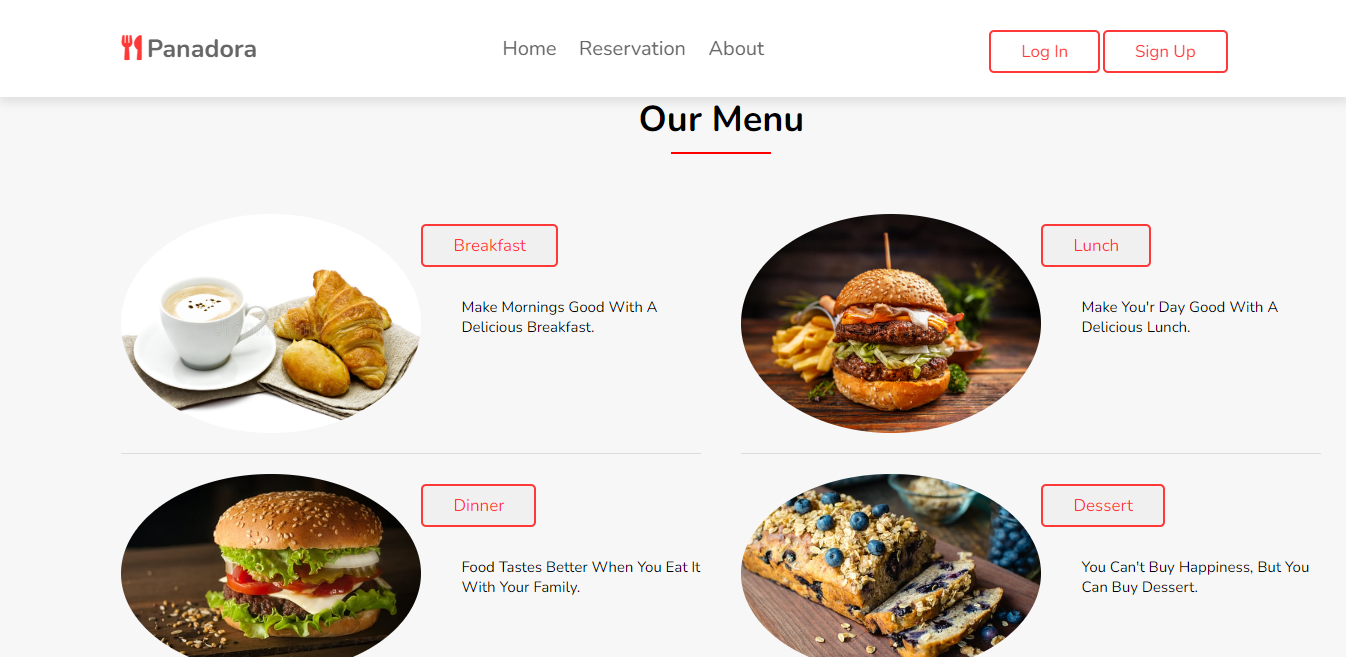 Panadora
Home Reservation About
Log In Sign Up
Our Menu
Breakfast
Make Mornings Good With A
Delicious Breakfast.
Lunch
Make You'r Day Good With A
Delicious Lunch.
Dinner
Food Tastes Better When You Eat It
With Your Family.
Dessert
You Can't Buy Happiness, But You
Can Buy Dessert.